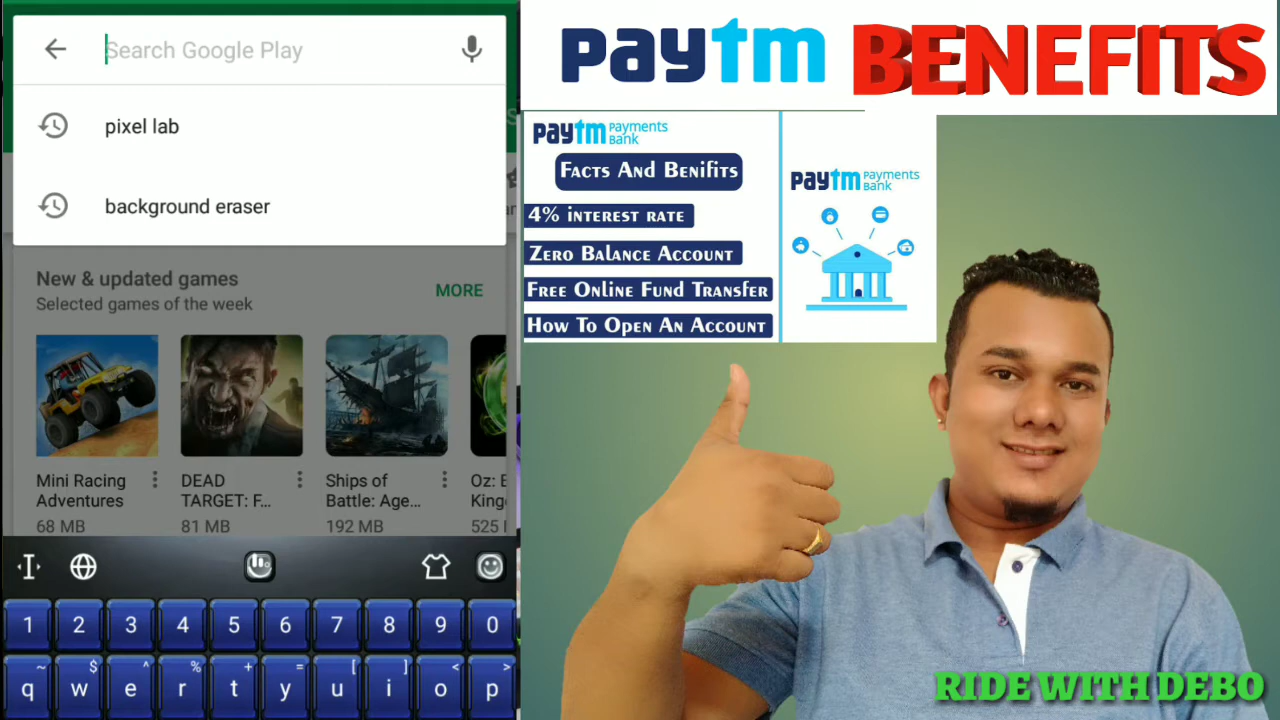 Search Google Play
pixel lab
background eraser
New & updated games
Selected games of the week
MORE
Mini Racing
Adventures
68 MB
DEAD
TARGET: F...
81 MB
Ships of
Battle: Age...
192 MB
Oz: E
King
525
1 2 3 4 5 6 7 8 9 0
~ $ ^ % + = [ ] < >
q w e r t y u i o p
paytm BENEFITS
paytm Payments
Bank
Facts And Benifits
4% interest rate
Zero Balance Account
Free Online Fund Transfer
How To Open An Account
paytm Payments
Bank
RIDE WITH DEBO